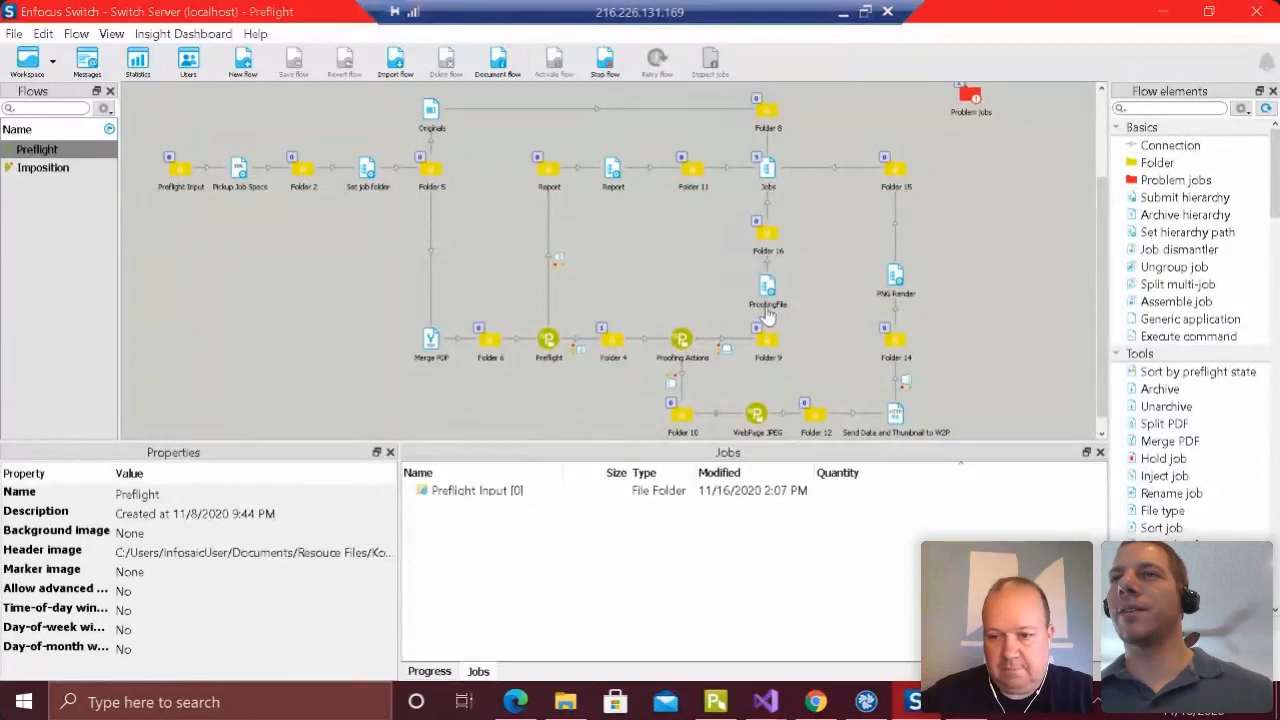 Enfocus Switch - Switch Server (localhost) - Preflight
216.226.131.169
File Edit Flow View Insight Dashboard Help
Workspace Messages Statistics Users New flow Save flow Revert flow Import flow Delete flow Document flow Activate flow Stop flow Retry flow Inspect jobs
Flows
Name
Preflight
Imposition
Originals
Folder 8
Problem jobs
Preflight Input Pickup Job Specs Folder 2 Set job folder Folder 5 Report Report Folder 11 Jobs Folder 15
Folder 16
ProofingFile
PNG Render
Merge PDF Folder 6 Preflight Folder 4 Proofing Actions Folder 9 Folder 14
Folder 10 WebPage JPEG Folder 12 Send Data and Thumbnail to W2P
Flow elements
Basics
Connection
Folder
Problem jobs
Submit hierarchy
Archive hierarchy
Set hierarchy path
Job dismantler
Ungroup job
Split multi-job
Assemble job
Generic application
Execute command
Tools
Sort by preflight state
Archive
Unarchive
Split PDF
Merge PDF
Hold job
Inject job
Rename job
File type
Sort job
Properties
Property Value
Name Preflight
Description Created at 11/8/2020 9:44 PM
Background image None
Header image C:/Users/InfosaicUser/Documents/Resouce Files/Ko...
Marker image None
Allow advanced ... No
Time-of-day win... No
Day-of-week wi... No
Day-of-month w... No
Jobs
Name Size Type Modified Quantity
Preflight Input [0] File Folder 11/16/2020 2:07 PM
Progress Jobs
Type here to search